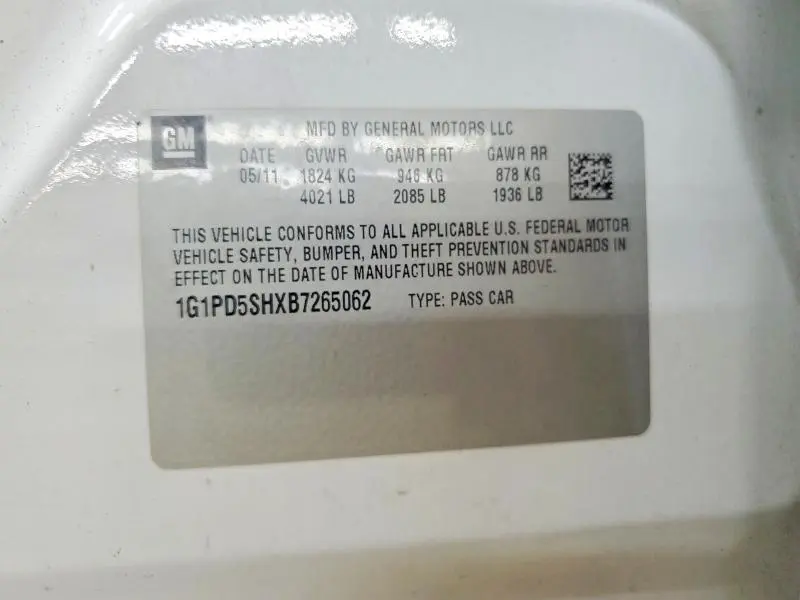 GM
MFD BY GENERAL MOTORS LLC
DATE GVWR GAWR FRT GAWR RR
05/11 1824 KG 946 KG 878 KG
4021 LB 2085 LB 1936 LB
THIS VEHICLE CONFORMS TO ALL APPLICABLE U.S. FEDERAL MOTOR
VEHICLE SAFETY, BUMPER, AND THEFT PREVENTION STANDARDS IN
EFFECT ON THE DATE OF MANUFACTURE SHOWN ABOVE.
1G1PD5SHXB7265062 TYPE: PASS CAR